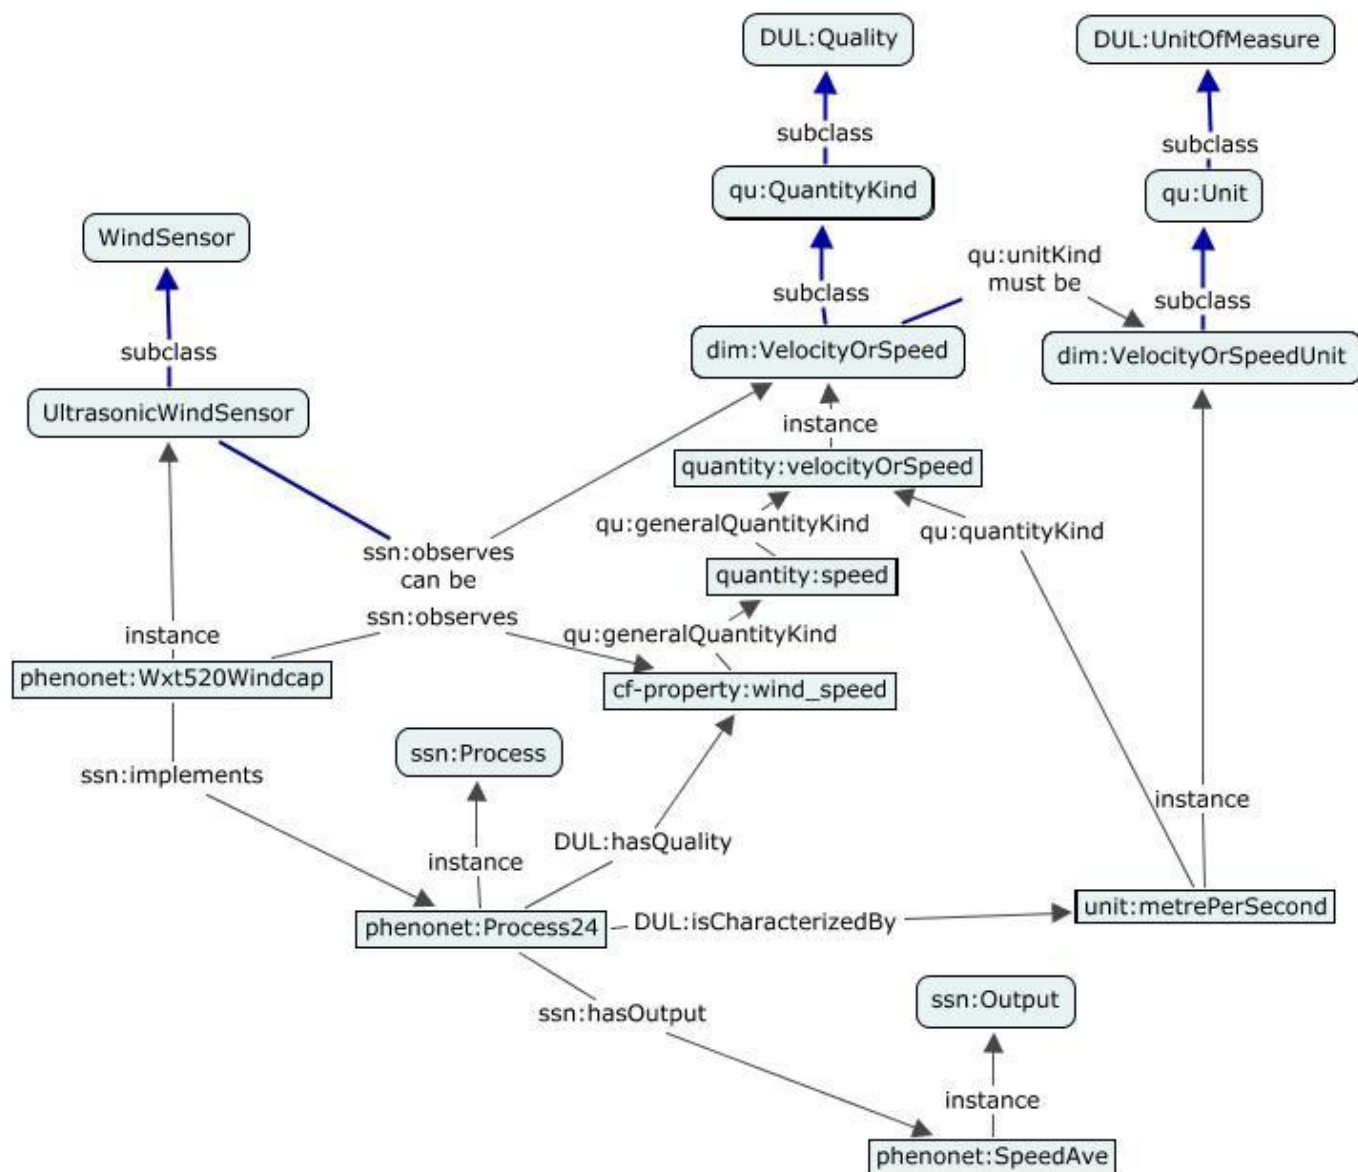 DUL:Quality
DUL:UnitOfMeasure
subclass
subclass
qu:QuantityKind
qu:Unit
WindSensor
qu:unitKind
must be
subclass
subclass
subclass
dim:VelocityOrSpeed
dim:VelocityOrSpeedUnit
UltrasonicWindSensor
instance
quantity:velocityOrSpeed
qu:generalQuantityKind
qu:quantityKind
ssn:observes
can be
quantity:speed
ssn:observes
instance
qu:generalQuantityKind
phenonet:Wxt520Windcap
cf-property:wind_speed
ssn:Process
ssn:implements
instance
DUL:hasQuality
instance
phenonet:Process24
DUL:isCharacterizedBy
unit:metrePerSecond
ssn:Output
ssn:hasOutput
instance
phenonet:SpeedAve